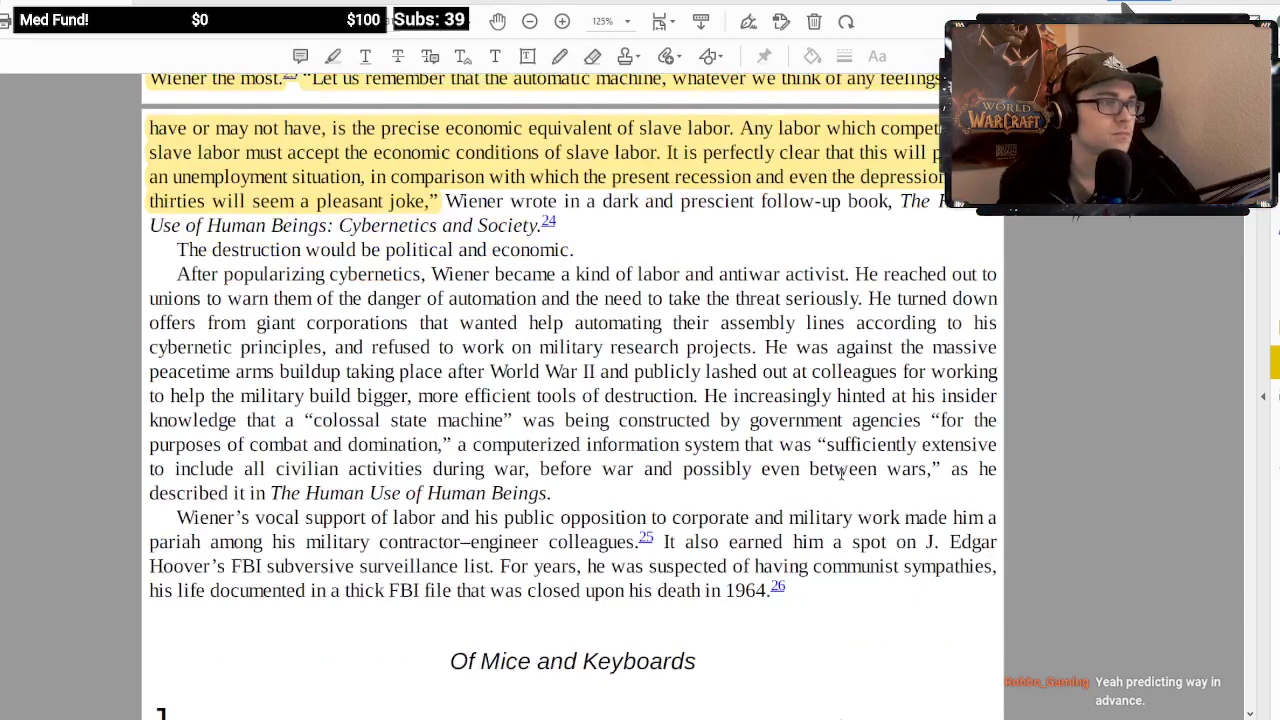 Med Fund! $0 $100 Subs: 39
125%
Aa
Wiener the most.23 “Let us remember that the automatic machine, whatever we think of any feelings
have or may not have, is the precise economic equivalent of slave labor. Any labor which compet
slave labor must accept the economic conditions of slave labor. It is perfectly clear that this will p
an unemployment situation, in comparison with which the present recession and even the depression
thirties will seem a pleasant joke,” Wiener wrote in a dark and prescient follow-up book, The H
Use of Human Beings: Cybernetics and Society.24
The destruction would be political and economic.
After popularizing cybernetics, Wiener became a kind of labor and antiwar activist. He reached out to
unions to warn them of the danger of automation and the need to take the threat seriously. He turned down
offers from giant corporations that wanted help automating their assembly lines according to his
cybernetic principles, and refused to work on military research projects. He was against the massive
peacetime arms buildup taking place after World War II and publicly lashed out at colleagues for working
to help the military build bigger, more efficient tools of destruction. He increasingly hinted at his insider
knowledge that a “colossal state machine” was being constructed by government agencies “for the
purposes of combat and domination,” a computerized information system that was “sufficiently extensive
to include all civilian activities during war, before war and possibly even between wars,” as he
described it in The Human Use of Human Beings.
Wiener’s vocal support of labor and his public opposition to corporate and military work made him a
pariah among his military contractor–engineer colleagues.25 It also earned him a spot on J. Edgar
Hoover’s FBI subversive surveillance list. For years, he was suspected of having communist sympathies,
his life documented in a thick FBI file that was closed upon his death in 1964.26
Of Mice and Keyboards
WORLD
WARCRAFT
Robbo_Gaming Yeah predicting way in
advance.